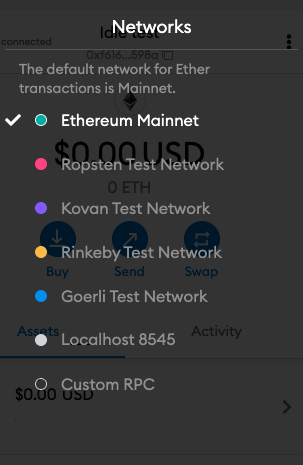 Networks
Idle test
connected
0xf616...598a
The default network for Ether
transactions is Mainnet.
Ethereum Mainnet
$0.00 USD
Ropsten Test Network
0 ETH
Kovan Test Network
Rinkeby Test Network
Buy
Send
Swap
Goerli Test Network
Assets
Activity
Localhost 8545
Custom RPC
$0.00 USD